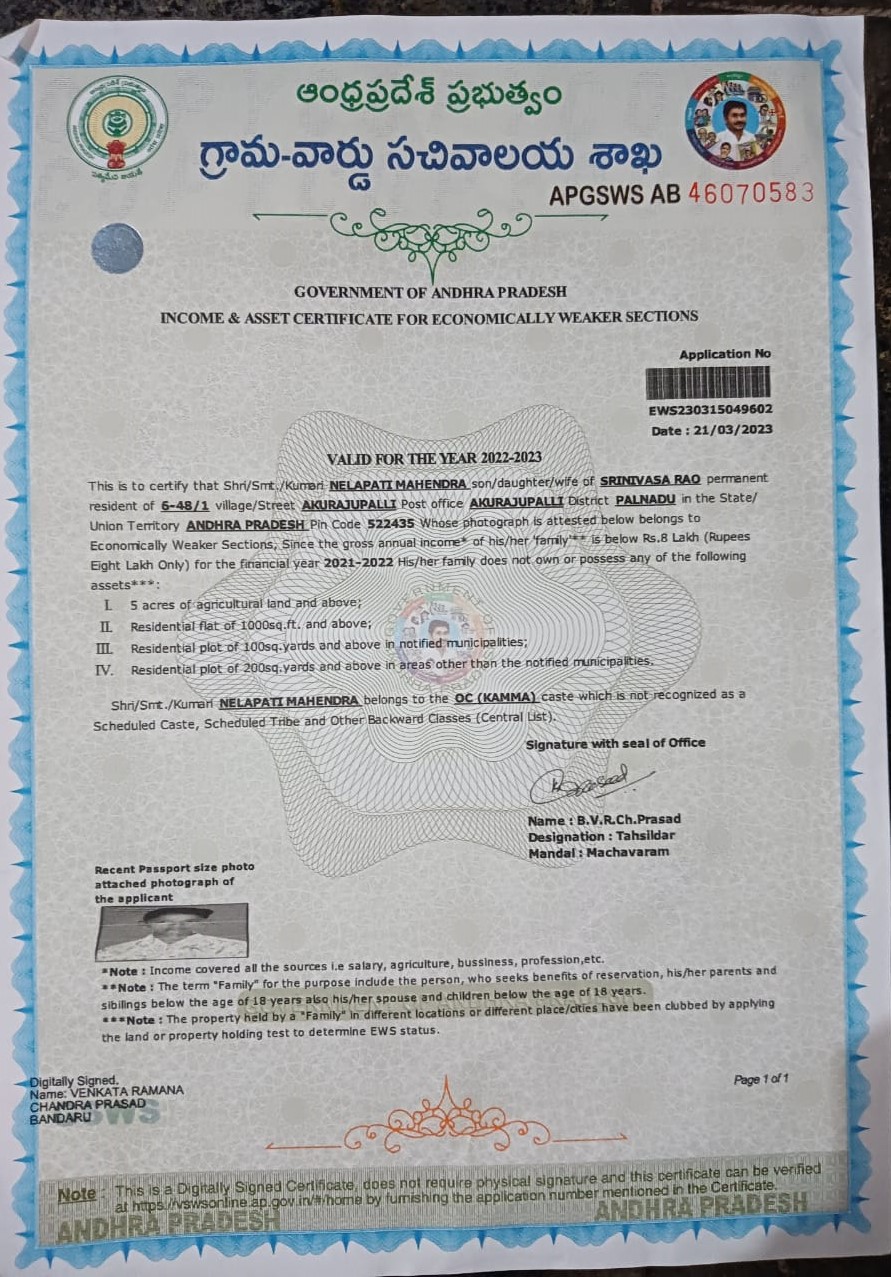 ఆంధ్రప్రదేశ్ ప్రభుత్వం
గ్రామ-వార్డు సచివాలయ శాఖ
APGSWS AB 46070583
GOVERNMENT OF ANDHRA PRADESH
INCOME & ASSET CERTIFICATE FOR ECONOMICALLY WEAKER SECTIONS
Application No
EWS230315049602
Date : 21/03/2023
VALID FOR THE YEAR 2022-2023
This is to certify that Shri/Smt./Kumari NELAPATI MAHENDRA son/daughter/wife of SRINIVASA RAO permanent
resident of 6-48/1 village/Street AKURAJUPALLI Post office AKURAJUPALLI District PALNADU in the State/
Union Territory ANDHRA PRADESH Pin Code 522435 Whose photograph is attested below belongs to
Economically Weaker Sections, Since the gross annual income* of his/her 'family'** is below Rs.8 Lakh (Rupees
Eight Lakh Only) for the financial year 2021-2022 His/her family does not own or possess any of the following
assets***:
I. 5 acres of agricultural land and above;
II. Residential flat of 1000sq.ft. and above;
III. Residential plot of 100sq.yards and above in notified municipalities;
IV. Residential plot of 200sq.yards and above in areas other than the notified municipalities.
Shri/Smt./Kumari NELAPATI MAHENDRA belongs to the OC (KAMMA) caste which is not recognized as a
Scheduled Caste, Scheduled Tribe and Other Backward Classes (Central List).
Signature with seal of Office
Name : B.V.R.Ch.Prasad
Designation : Tahsildar
Mandal : Machavaram
Recent Passport size photo
attached photograph of
the applicant
*Note : Income covered all the sources i.e salary, agriculture, bussiness, profession,etc.
**Note : The term "Family" for the purpose include the person, who seeks benefits of reservation, his/her parents and
sibilings below the age of 18 years also his/her spouse and children below the age of 18 years.
***Note : The property held by a "Family" in different locations or different place/cities have been clubbed by applying
the land or property holding test to determine EWS status.
Digitally Signed.
Name: VENKATA RAMANA
CHANDRA PRASAD
BANDARU
Page 1 of 1
Note : This is a Digitally Signed Certificate, does not require physical signature and this certificate can be verified
at https://vswsonline.ap.gov.in/#/home by furnishing the application number mentioned in the Certificate.
ANDHRA PRADESH
ANDHRA PRADESH